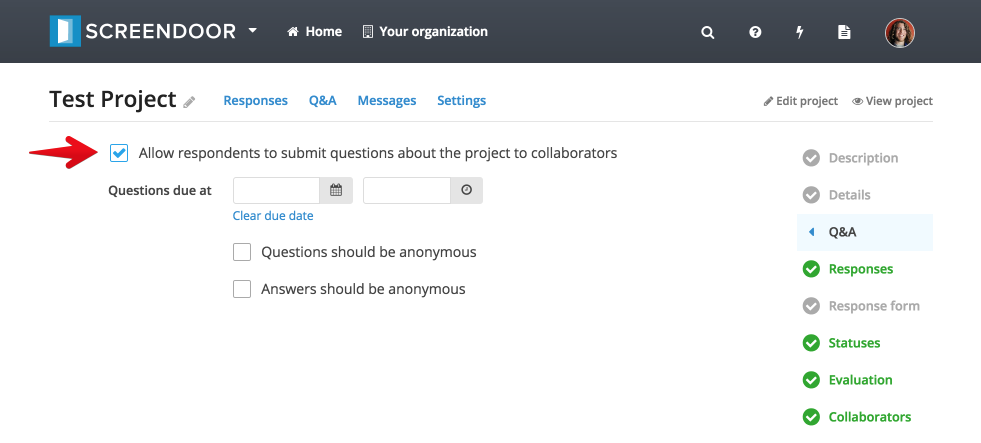 SCREENDOOR Home Your organization
Test Project Responses Q&A Messages Settings Edit project View project
Allow respondents to submit questions about the project to collaborators
Questions due at
Clear due date
Questions should be anonymous
Answers should be anonymous
Description
Details
Q&A
Responses
Response form
Statuses
Evaluation
Collaborators